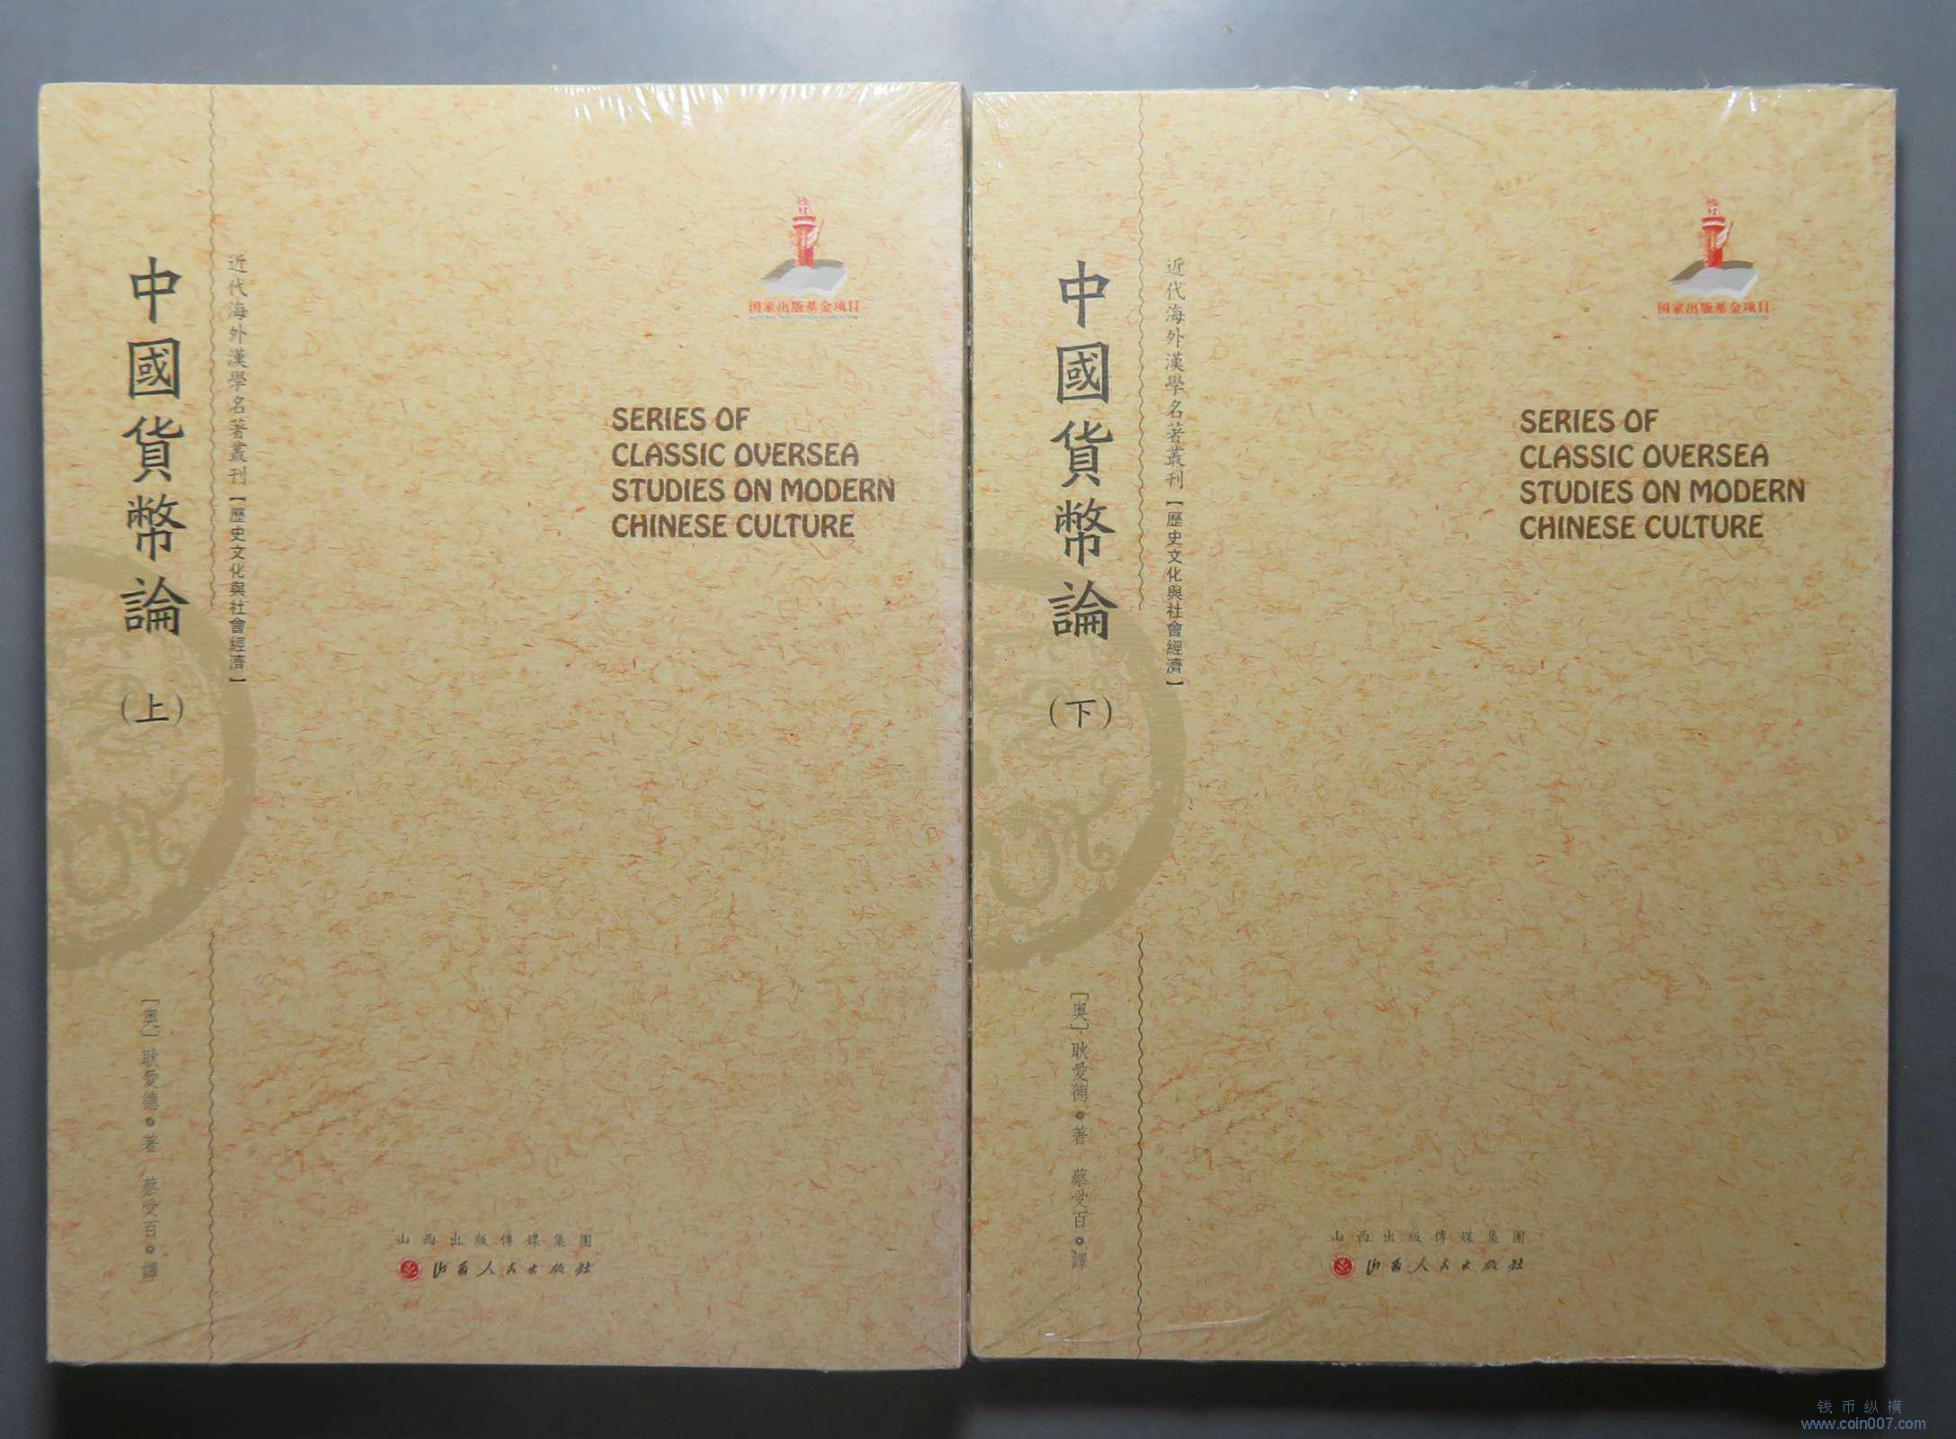 中國貨幣論
（上）
近代海外漢學名著叢刊【歷史文化與社會經濟】
国家出版基金项目
SERIES OF
CLASSIC OVERSEA
STUDIES ON MODERN
CHINESE CULTURE
［奥］耿愛德·著 蔡受百·譯
山西出版傳媒集團
山西人民出版社
中國貨幣論
（下）
近代海外漢學名著叢刊【歷史文化與社會經濟】
国家出版基金项目
SERIES OF
CLASSIC OVERSEA
STUDIES ON MODERN
CHINESE CULTURE
［奥］耿愛德·著 蔡受百·譯
山西出版傳媒集團
山西人民出版社
钱币纵横
www.coin007.com